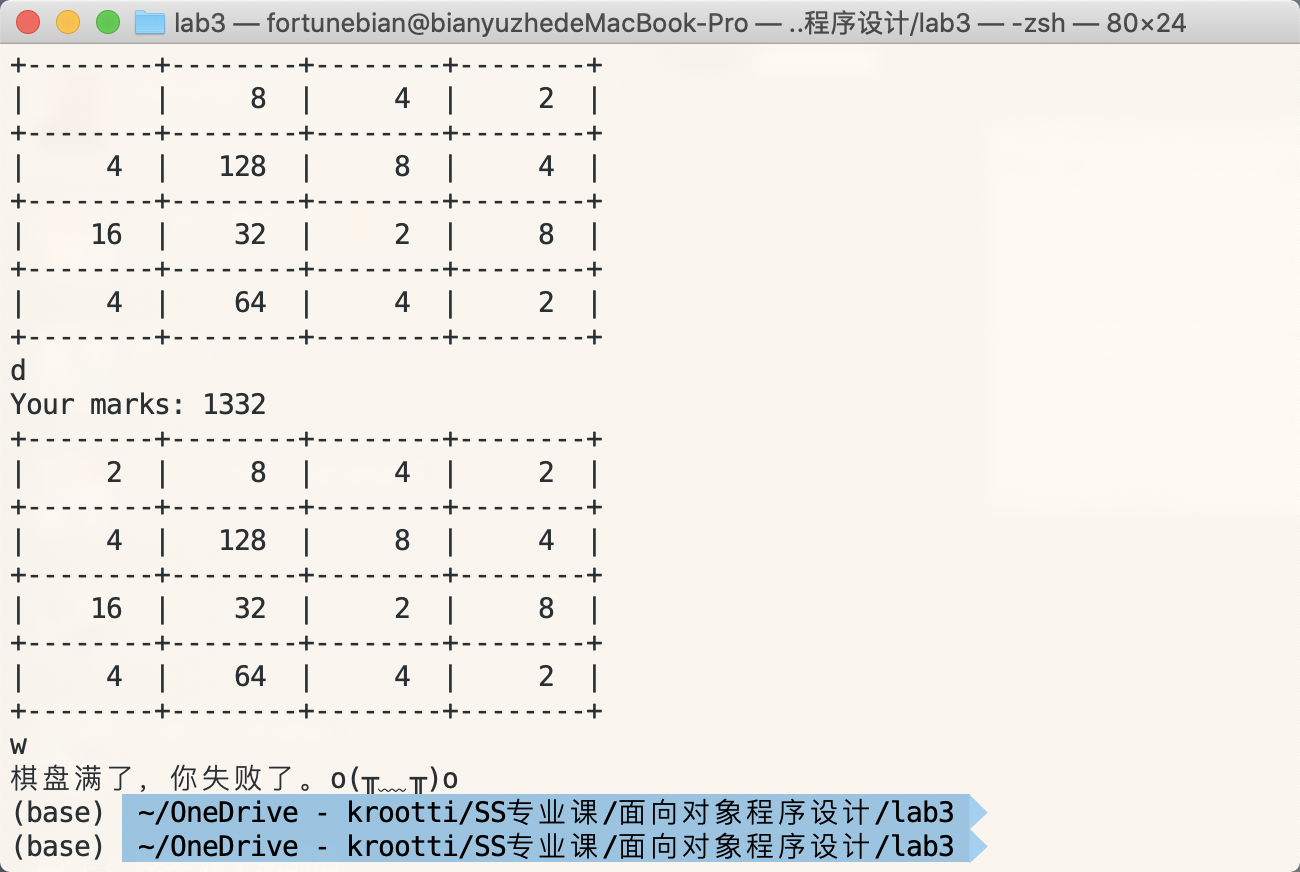 lab3 — fortunebian@bianyuzhedeMacBook-Pro — ..程序设计/lab3 — -zsh — 80×24
+--------+--------+--------+--------+
|        |     8  |     4  |     2  |
+--------+--------+--------+--------+
|     4  |   128  |     8  |     4  |
+--------+--------+--------+--------+
|    16  |    32  |     2  |     8  |
+--------+--------+--------+--------+
|     4  |    64  |     4  |     2  |
+--------+--------+--------+--------+
d
Your marks: 1332
+--------+--------+--------+--------+
|     2  |     8  |     4  |     2  |
+--------+--------+--------+--------+
|     4  |   128  |     8  |     4  |
+--------+--------+--------+--------+
|    16  |    32  |     2  |     8  |
+--------+--------+--------+--------+
|     4  |    64  |     4  |     2  |
+--------+--------+--------+--------+
w
棋盘满了，你失败了。o(╥﹏╥)o
(base) ~/OneDrive - krootti/SS专业课/面向对象程序设计/lab3
(base) ~/OneDrive - krootti/SS专业课/面向对象程序设计/lab3